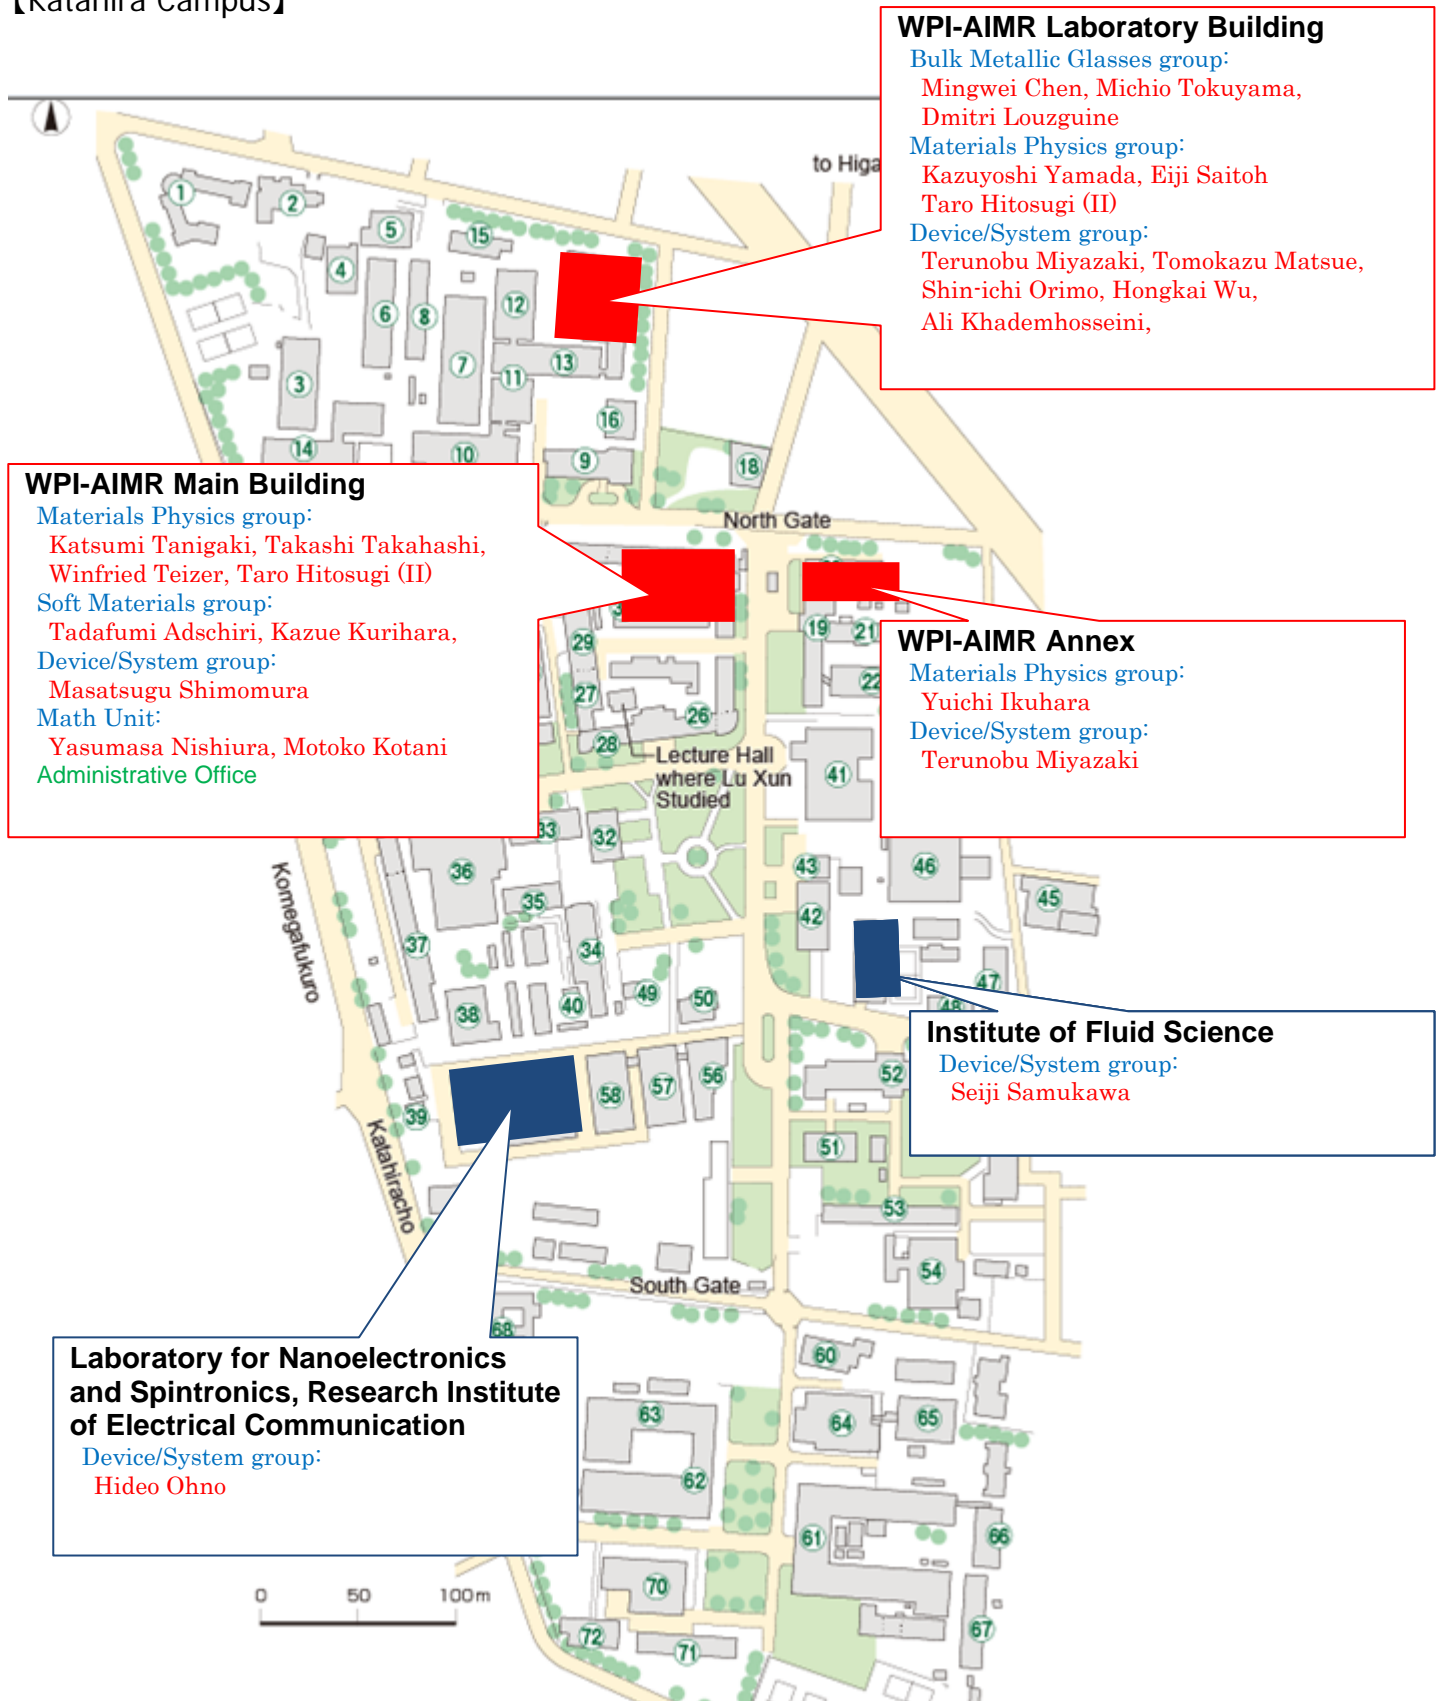 【Katahira Campus】
WPI-AIMR Laboratory Building
Bulk Metallic Glasses group:
Mingwei Chen, Michio Tokuyama,
Dmitri Louzguine
Materials Physics group:
Kazuyoshi Yamada, Eiji Saitoh
Taro Hitosugi (II)
Device/System group:
Terunobu Miyazaki, Tomokazu Matsue,
Shin-ichi Orimo, Hongkai Wu,
Ali Khademhosseini,
to Higa
1
2
5
15
4
6
8
12
7
13
3
11
16
14
10
9
18
North Gate
WPI-AIMR Main Building
Materials Physics group:
Katsumi Tanigaki, Takashi Takahashi,
Winfried Teizer, Taro Hitosugi (II)
Soft Materials group:
Tadafumi Adschiri, Kazue Kurihara,
Device/System group:
Masatsugu Shimomura
Math Unit:
Yasumasa Nishiura, Motoko Kotani
Administrative Office
29
19
21
27
22
26
28
Lecture Hall
where Lu Xun
Studied
WPI-AIMR Annex
Materials Physics group:
Yuichi Ikuhara
Device/System group:
Terunobu Miyazaki
41
33
32
36
43
46
35
45
42
Komegafukuro
37
34
47
49
50
40
38
48
Institute of Fluid Science
Device/System group:
Seiji Samukawa
52
56
57
58
39
51
Katahiracho
53
54
South Gate
68
60
Laboratory for Nanoelectronics
and Spintronics, Research Institute
of Electrical Communication
Device/System group:
Hideo Ohno
63
64
65
62
61
66
0 50 100m
70
67
72
71